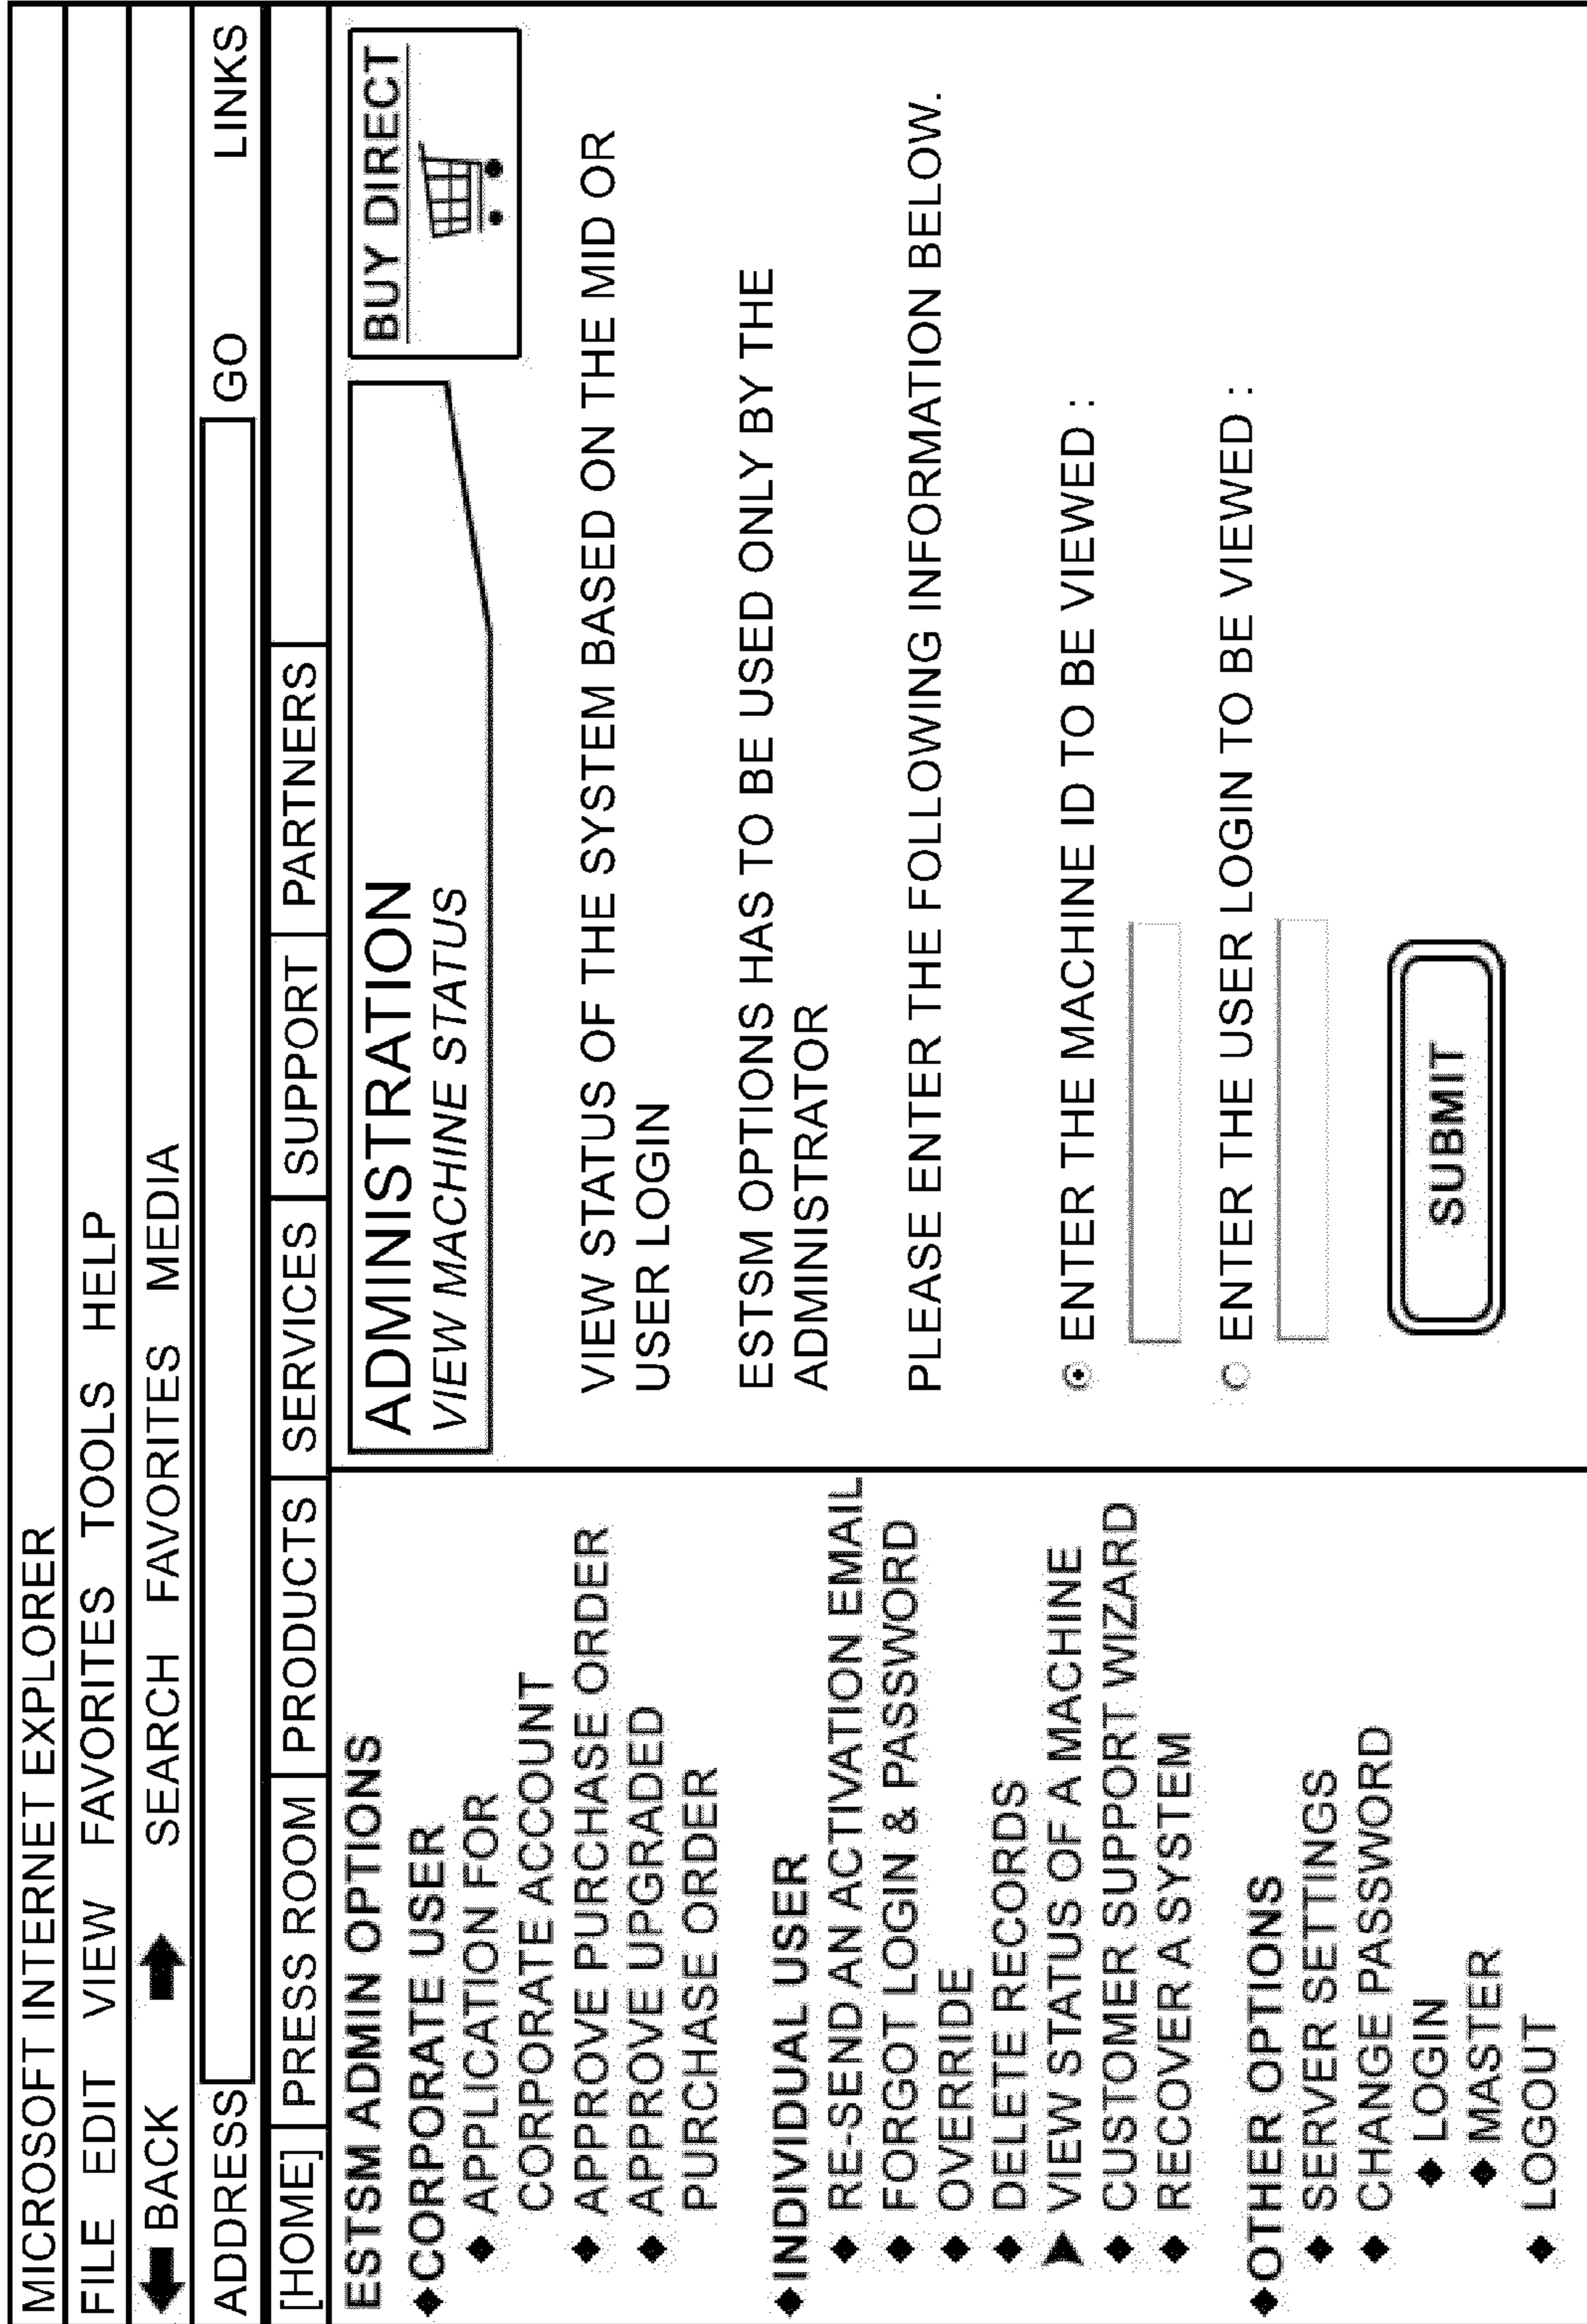 MICROSOFT INTERNET EXPLORER
FILE EDIT VIEW FAVORITES TOOLS HELP
BACK SEARCH FAVORITES MEDIA
ADDRESS GO LINKS
[HOME] PRESS ROOM PRODUCTS SERVICES SUPPORT PARTNERS
ESTSM ADMIN OPTIONS
CORPORATE USER
APPLICATION FOR
CORPORATE ACCOUNT
APPROVE PURCHASE ORDER
APPROVE UPGRADED
PURCHASE ORDER
INDIVIDUAL USER
RE-SEND AN ACTIVATION EMAIL
FORGOT LOGIN & PASSWORD
OVERRIDE
DELETE RECORDS
VIEW STATUS OF A MACHINE
CUSTOMER SUPPORT WIZARD
RECOVER A SYSTEM
OTHER OPTIONS
SERVER SETTINGS
CHANGE PASSWORD
LOGIN
MASTER
LOGOUT
ADMINISTRATION
VIEW MACHINE STATUS
BUY DIRECT
VIEW STATUS OF THE SYSTEM BASED ON THE MID OR
USER LOGIN
ESTSM OPTIONS HAS TO BE USED ONLY BY THE
ADMINISTRATOR
PLEASE ENTER THE FOLLOWING INFORMATION BELOW.
ENTER THE MACHINE ID TO BE VIEWED :
ENTER THE USER LOGIN TO BE VIEWED :
SUBMIT